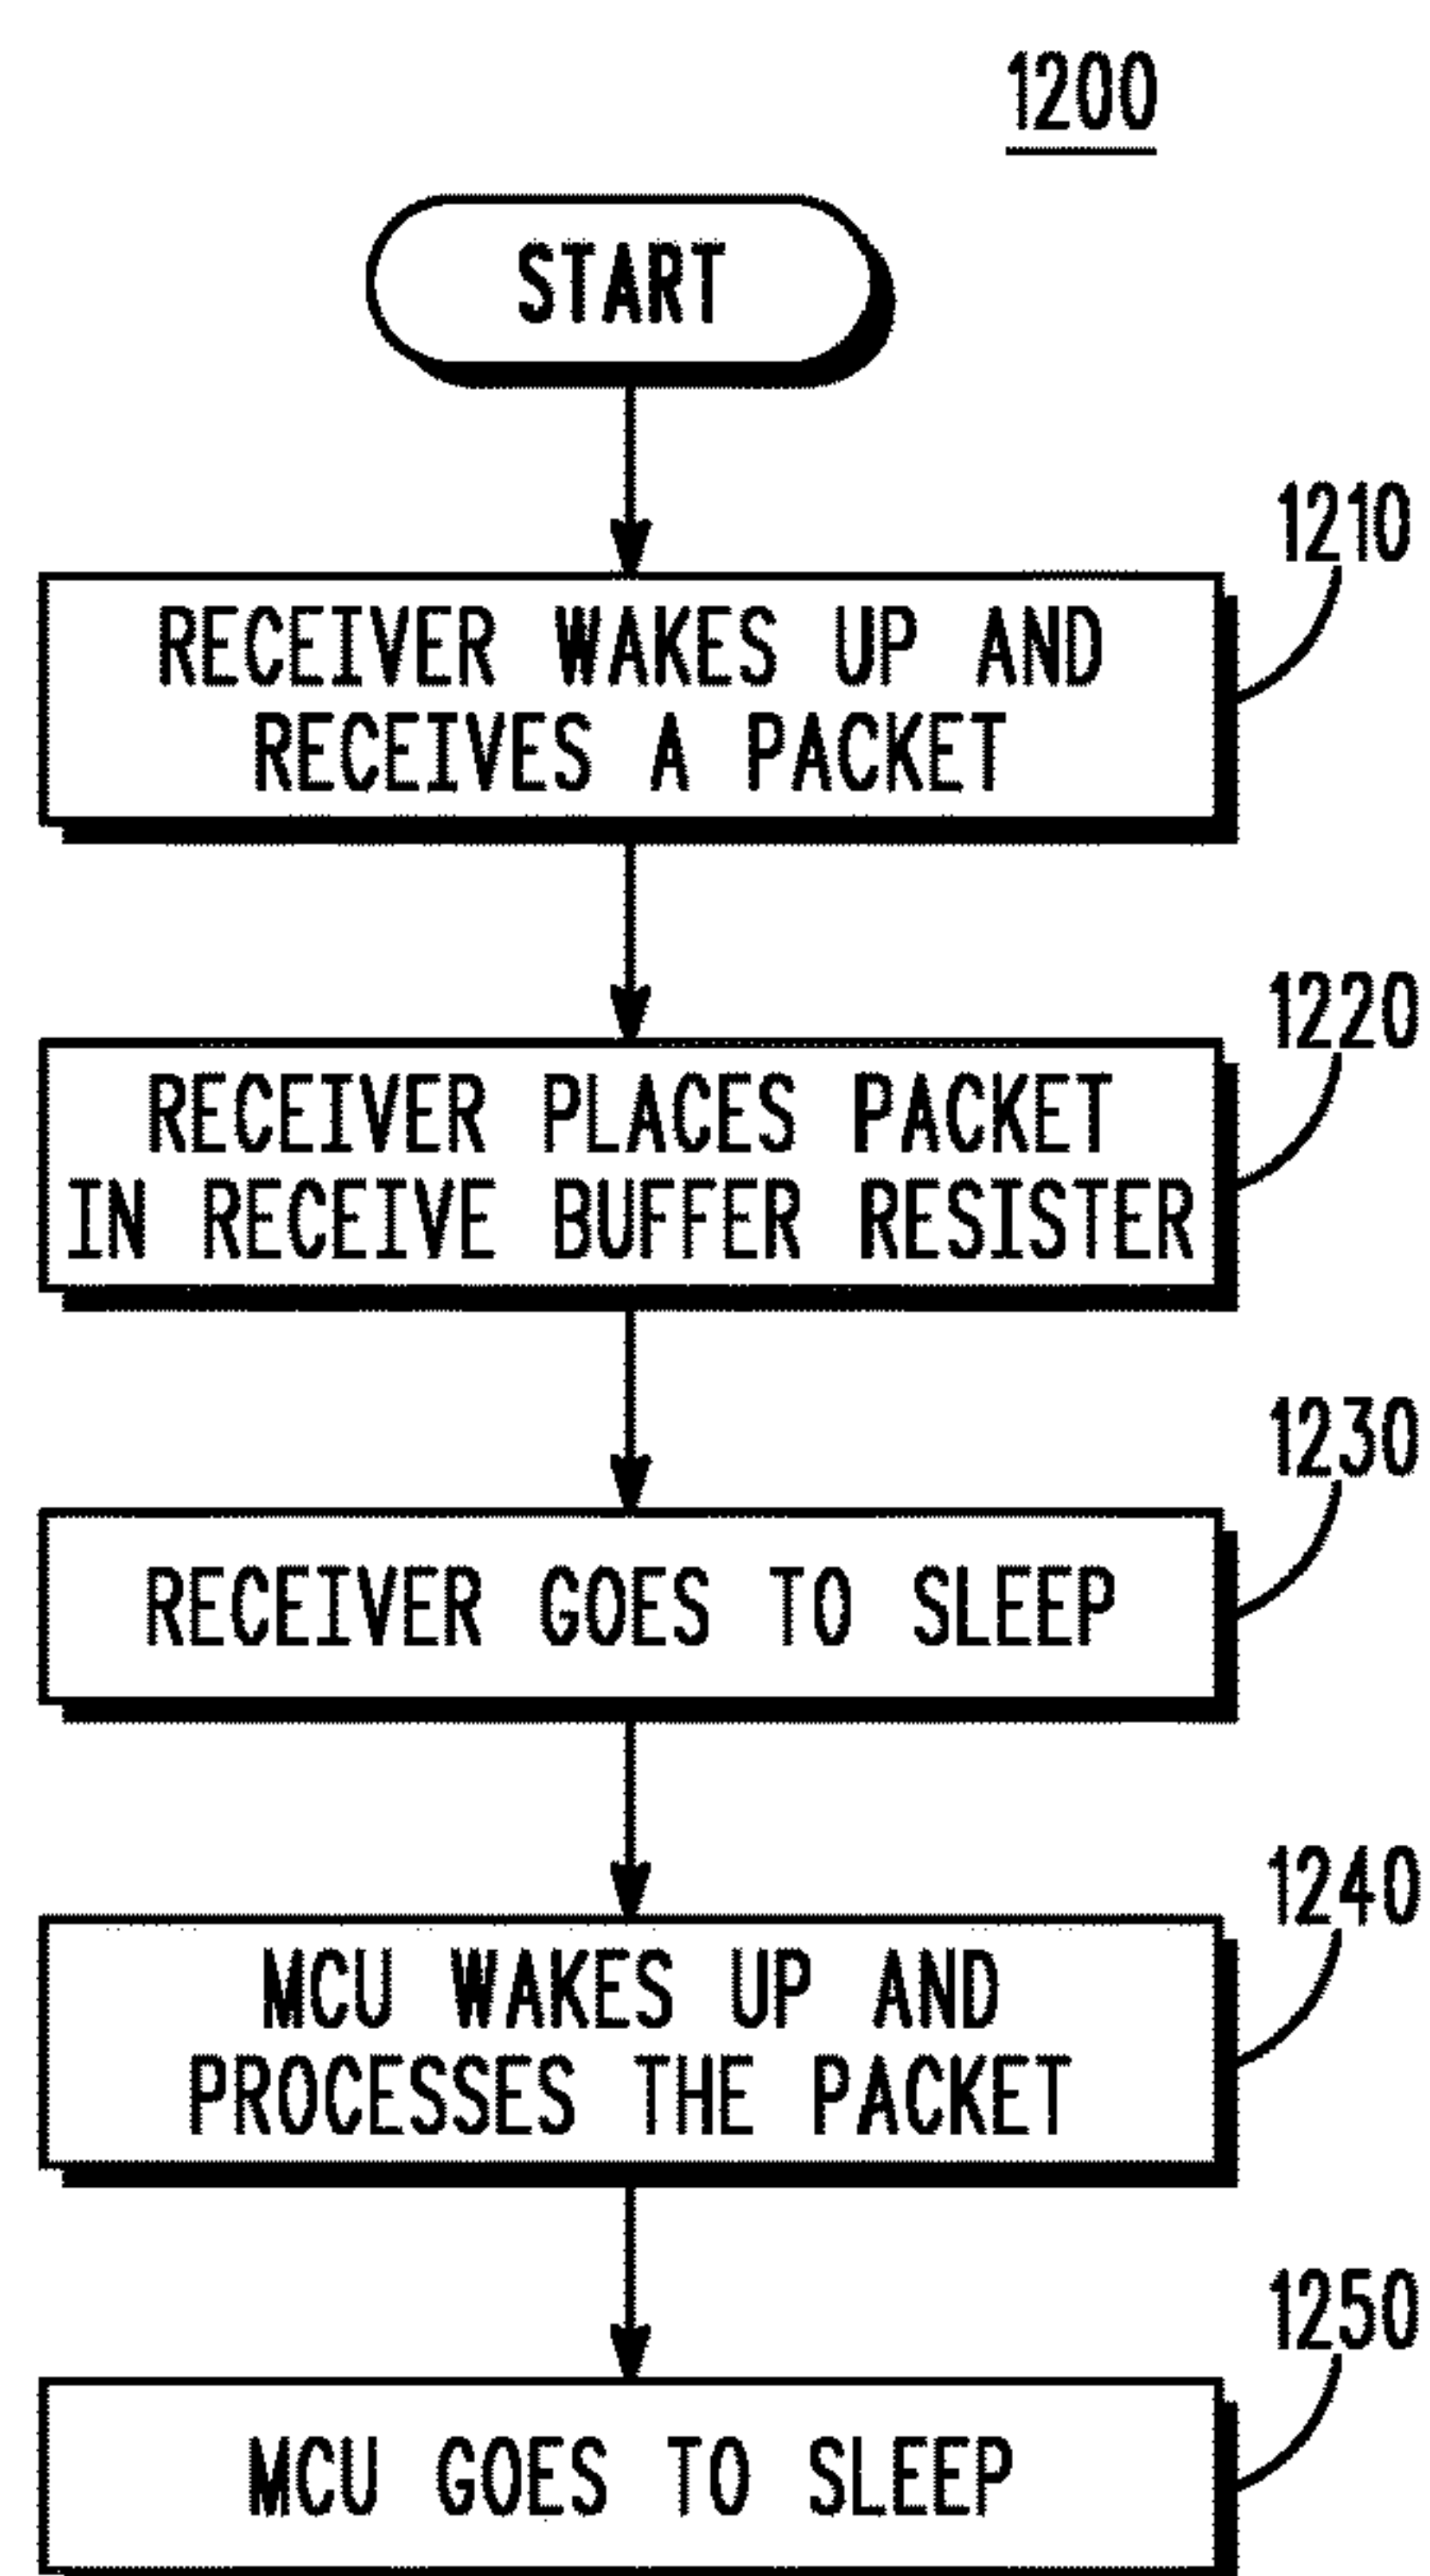 1200
START
1210
RECEIVER WAKES UP AND
RECEIVES A PACKET
1220
RECEIVER PLACES PACKET
IN RECEIVE BUFFER RESISTER
1230
RECEIVER GOES TO SLEEP
1240
MCU WAKES UP AND
PROCESSES THE PACKET
1250
MCU GOES TO SLEEP